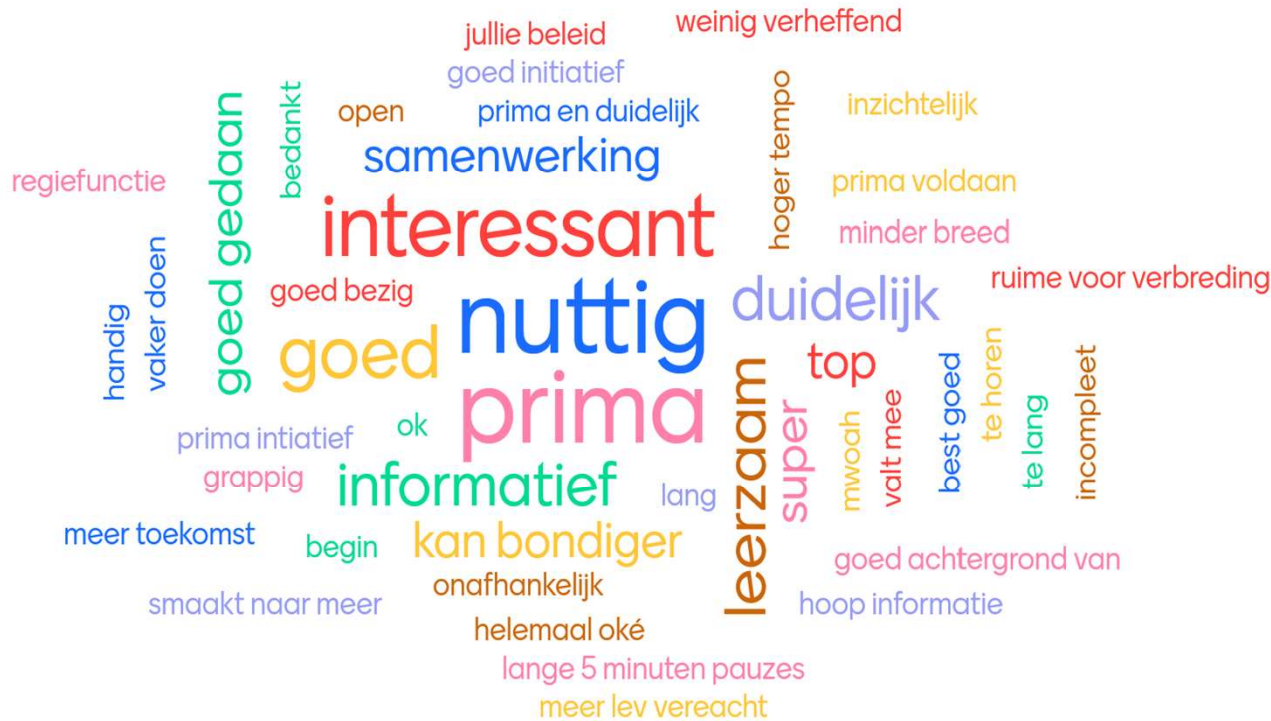 weinig verheffend
jullie beleid
goed initiatief
open
prima en duidelijk
bedankt
hoger tempo
inzichtelijk
samenwerking
regiefunctie
goed gedaan
prima voldaan
interessant
minder breed
vaker doen
handig
goed bezig
nuttig
duidelijk
ruime voor verbreding
goed
top
prima
leerzaam
super
mwoah
valt mee
best goed
te horen
te lang
incompleet
ok
prima intiatief
grappig
informatief
lang
meer toekomst
begin
kan bondiger
goed achtergrond van
onafhankelijk
smaakt naar meer
hoop informatie
helemaal oké
lange 5 minuten pauzes
meer lev vereacht